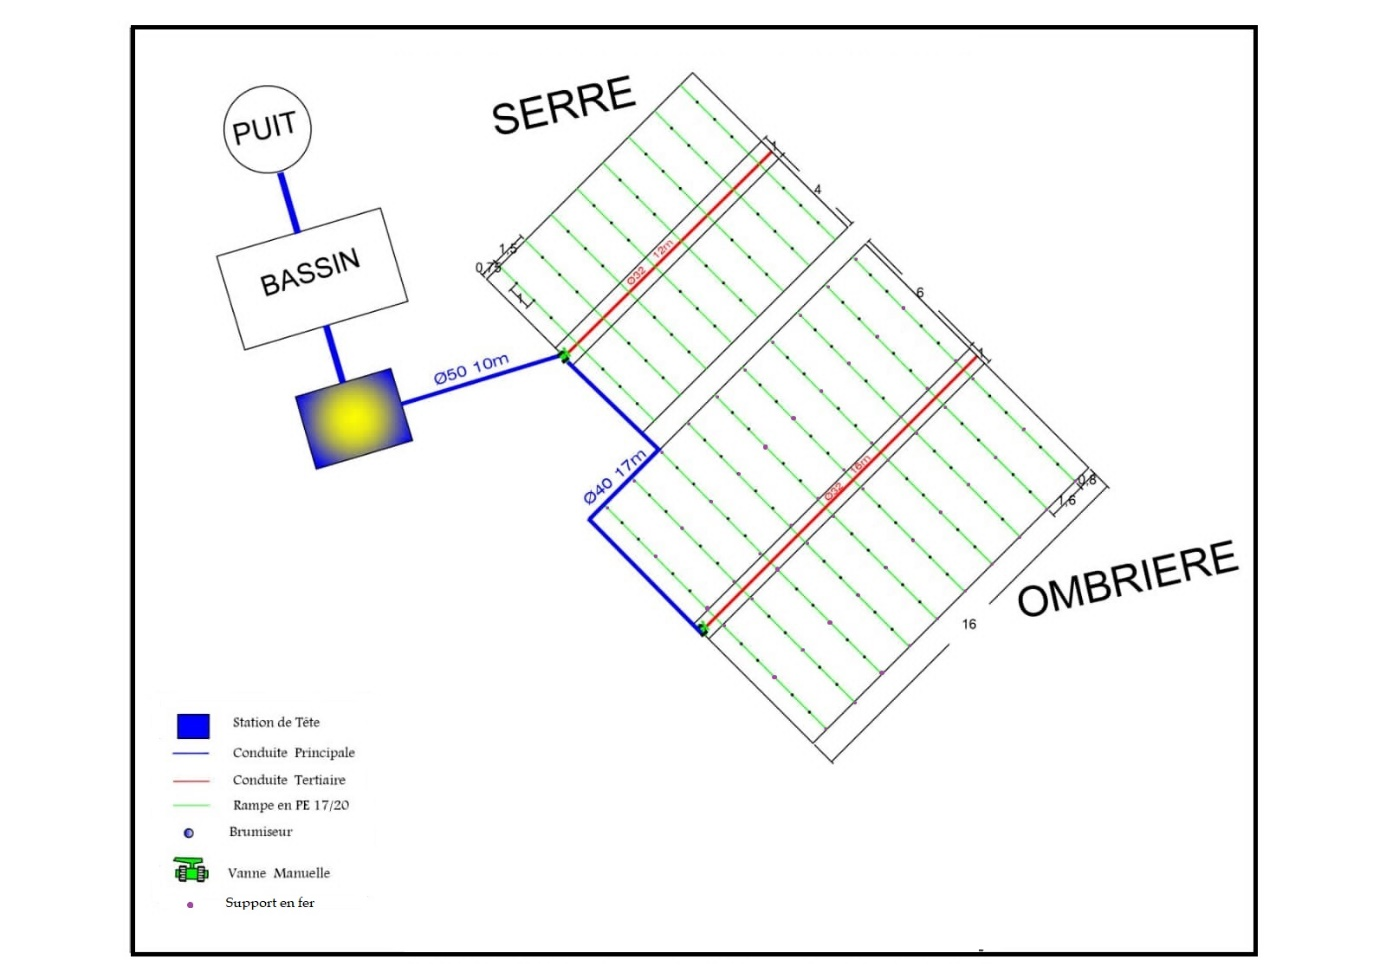 SERRE
PUIT
BASSIN
1
4
1,5
0,75
1
Ø32 12m
6
1
Ø50 10m
Ø40 17m
Ø32 16m
0,8
1,6
OMBRIERE
16
Station de Tête
Conduite Principale
Conduite Tertiaire
Rampe en PE 17/20
Brumiseur
Vanne Manuelle
Support en fer